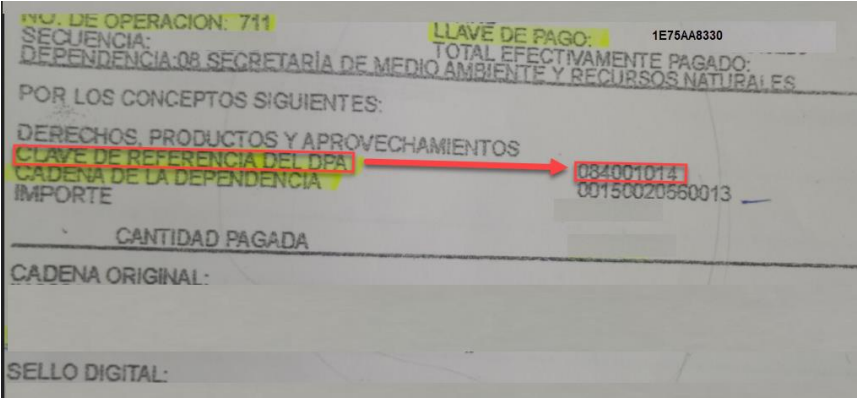 NO. DE OPERACIÓN: 711
LLAVE DE PAGO: 1E75AA8330
SECUENCIA:
TOTAL EFECTIVAMENTE PAGADO:
DEPENDENCIA:08 SECRETARÍA DE MEDIO AMBIENTE Y RECURSOS NATURALES
POR LOS CONCEPTOS SIGUIENTES:
DERECHOS, PRODUCTOS Y APROVECHAMIENTOS
CLAVE DE REFERENCIA DEL DPA 084001014
CADENA DE LA DEPENDENCIA 00150020560013
IMPORTE
CANTIDAD PAGADA
CADENA ORIGINAL:
SELLO DIGITAL: